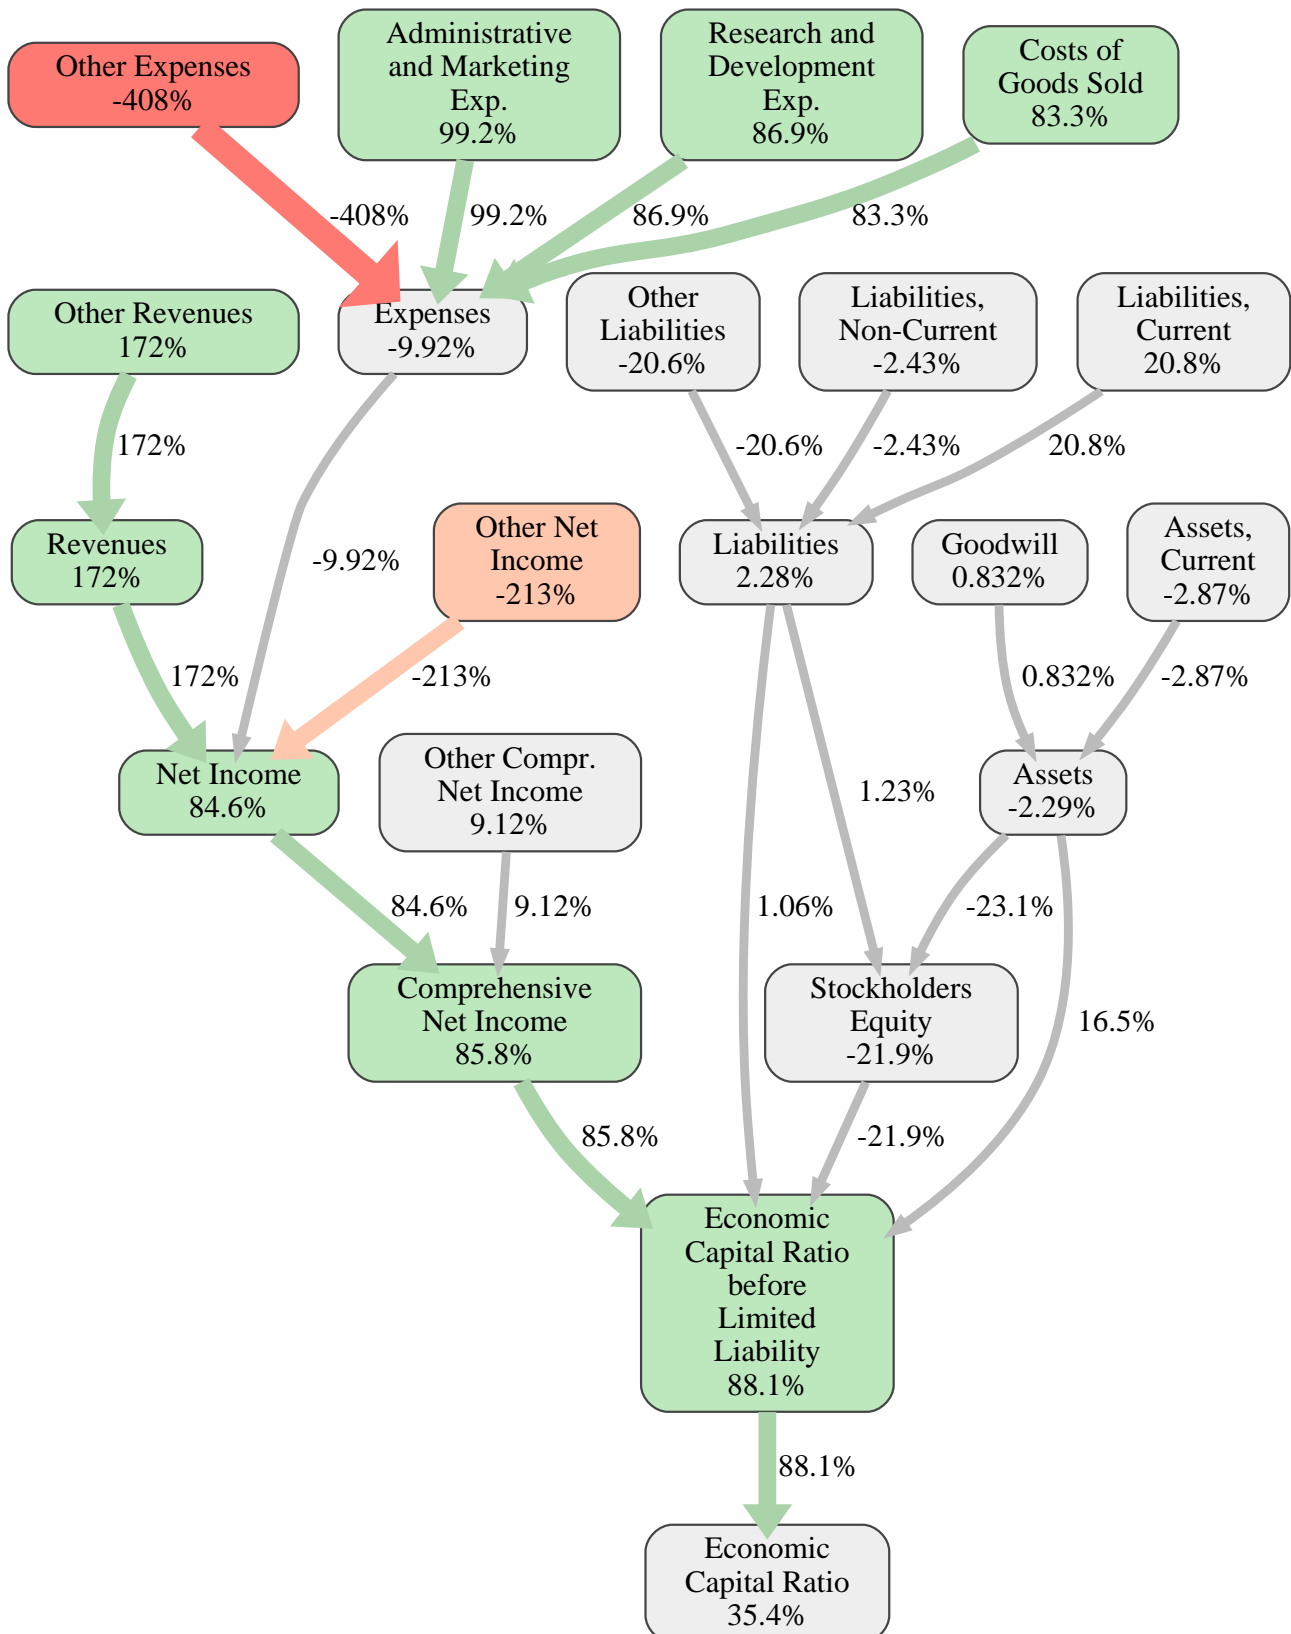 Other Expenses
-408%
Administrative
and Marketing
Exp.
99.2%
Research and
Development
Exp.
86.9%
Costs of
Goods Sold
83.3%
-408%
99.2%
86.9%
83.3%
Other Revenues
172%
Expenses
-9.92%
Other
Liabilities
-20.6%
Liabilities,
Non-Current
-2.43%
Liabilities,
Current
20.8%
172%
-20.6%
-2.43%
20.8%
Revenues
172%
-9.92%
Other Net
Income
-213%
Liabilities
2.28%
Goodwill
0.832%
Assets,
Current
-2.87%
172%
-213%
0.832%
-2.87%
Net Income
84.6%
Other Compr.
Net Income
9.12%
1.23%
Assets
-2.29%
84.6%
9.12%
1.06%
-23.1%
Comprehensive
Net Income
85.8%
Stockholders
Equity
-21.9%
16.5%
85.8%
-21.9%
Economic
Capital Ratio
before
Limited
Liability
88.1%
88.1%
Economic
Capital Ratio
35.4%